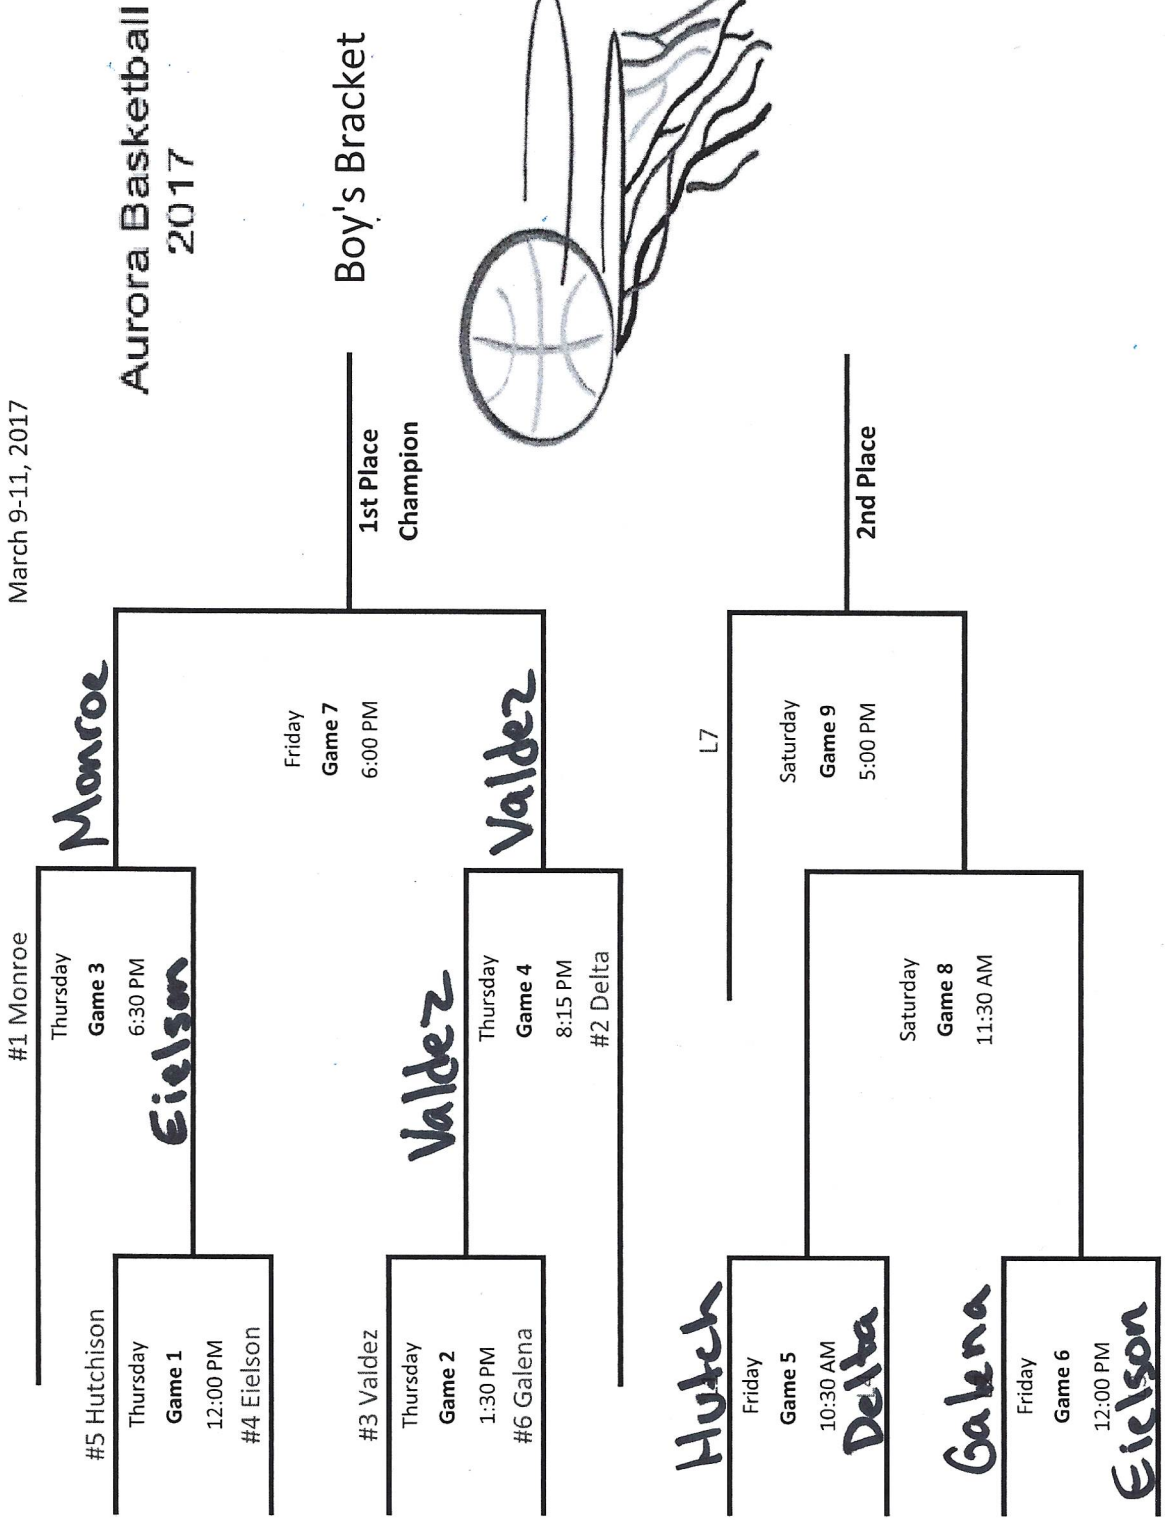 March 9-11, 2017
Aurora Basketball
2017
Boy's Bracket
#1 Monroe
Thursday
Game 3
6:30 PM
Eielson
Monroe
#5 Hutchison
Thursday
Game 1
12:00 PM
#4 Eielson
Friday
Game 7
6:00 PM
1st Place
Champion
#3 Valdez
Thursday
Game 2
1:30 PM
#6 Galena
Valdez
Thursday
Game 4
8:15 PM
#2 Delta
Valdez
Hutch
Friday
Game 5
10:30 AM
Delta
L7
Saturday
Game 9
5:00 PM
2nd Place
Saturday
Game 8
11:30 AM
Galena
Friday
Game 6
12:00 PM
Eielson